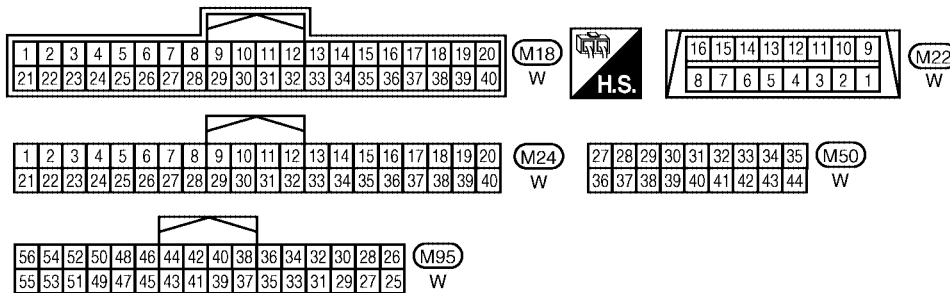 1 2 3 4 5 6 7 8 9 10 11 12 13 14 15 16 17 18 19 20
21 22 23 24 25 26 27 28 29 30 31 32 33 34 35 36 37 38 39 40
M18
W
H.S.
16 15 14 13 12 11 10 9
8 7 6 5 4 3 2 1
M22
W
1 2 3 4 5 6 7 8 9 10 11 12 13 14 15 16 17 18 19 20
21 22 23 24 25 26 27 28 29 30 31 32 33 34 35 36 37 38 39 40
M24
W
27 28 29 30 31 32 33 34 35
36 37 38 39 40 41 42 43 44
M50
W
56 54 52 50 48 46 44 42 40 38 36 34 32 30 28 26
55 53 51 49 47 45 43 41 39 37 35 33 31 29 27 25
M95
W